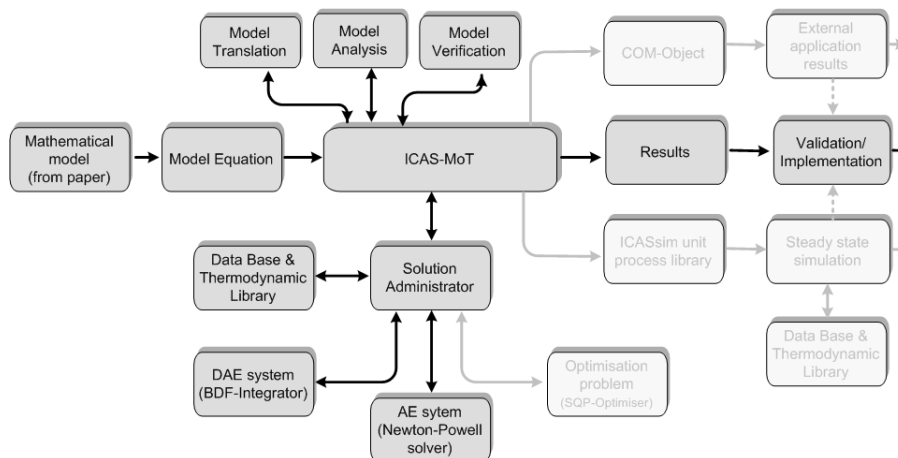 Model
Translation
Model
Analysis
Model
Verification
COM-Object
External
application
results
Mathematical
model
(from paper)
Model Equation
ICAS-MoT
Results
Validation/
Implementation
ICASsim unit
process library
Steady state
simulation
Data Base &
Thermodynamic
Library
Solution
Administrator
Data Base &
Thermodynamic
Library
DAE system
(BDF-Integrator)
AE sytem
(Newton-Powell
solver)
Optimisation
problem
(SQP-Optimiser)